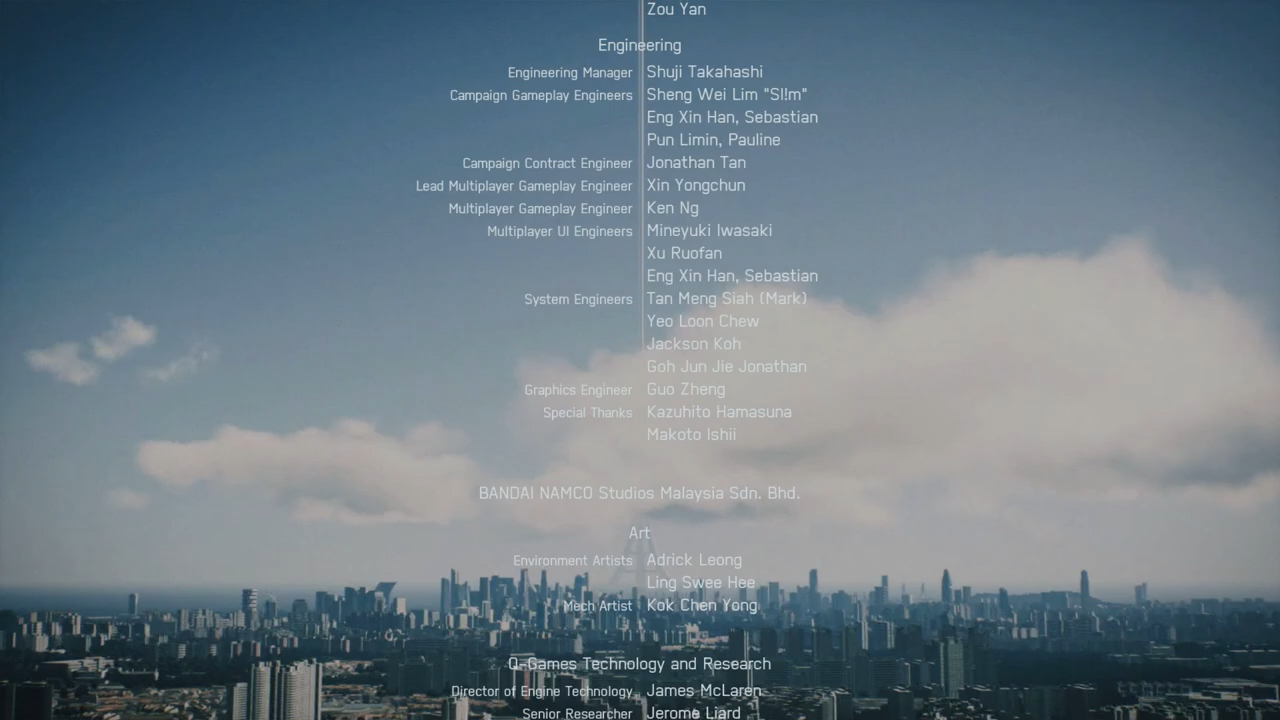 Zou Yan
Engineering
Engineering Manager Shuji Takahashi
Campaign Gameplay Engineers Sheng Wei Lim "Sl!m"
Eng Xin Han, Sebastian
Pun Limin, Pauline
Campaign Contract Engineer Jonathan Tan
Lead Multiplayer Gameplay Engineer Xin Yongchun
Multiplayer Gameplay Engineer Ken Ng
Multiplayer UI Engineers Mineyuki Iwasaki
Xu Ruofan
Eng Xin Han, Sebastian
System Engineers Tan Meng Siah (Mark)
Yeo Loon Chew
Jackson Koh
Goh Jun Jie Jonathan
Graphics Engineer Guo Zheng
Special Thanks Kazuhito Hamasuna
Makoto Ishii
BANDAI NAMCO Studios Malaysia Sdn. Bhd.
Art
Environment Artists Adrick Leong
Ling Swee Hee
Mech Artist Kok Chen Yong
Q-Games Technology and Research
Director of Engine Technology James McLaren
Senior Researcher Jerome Liard